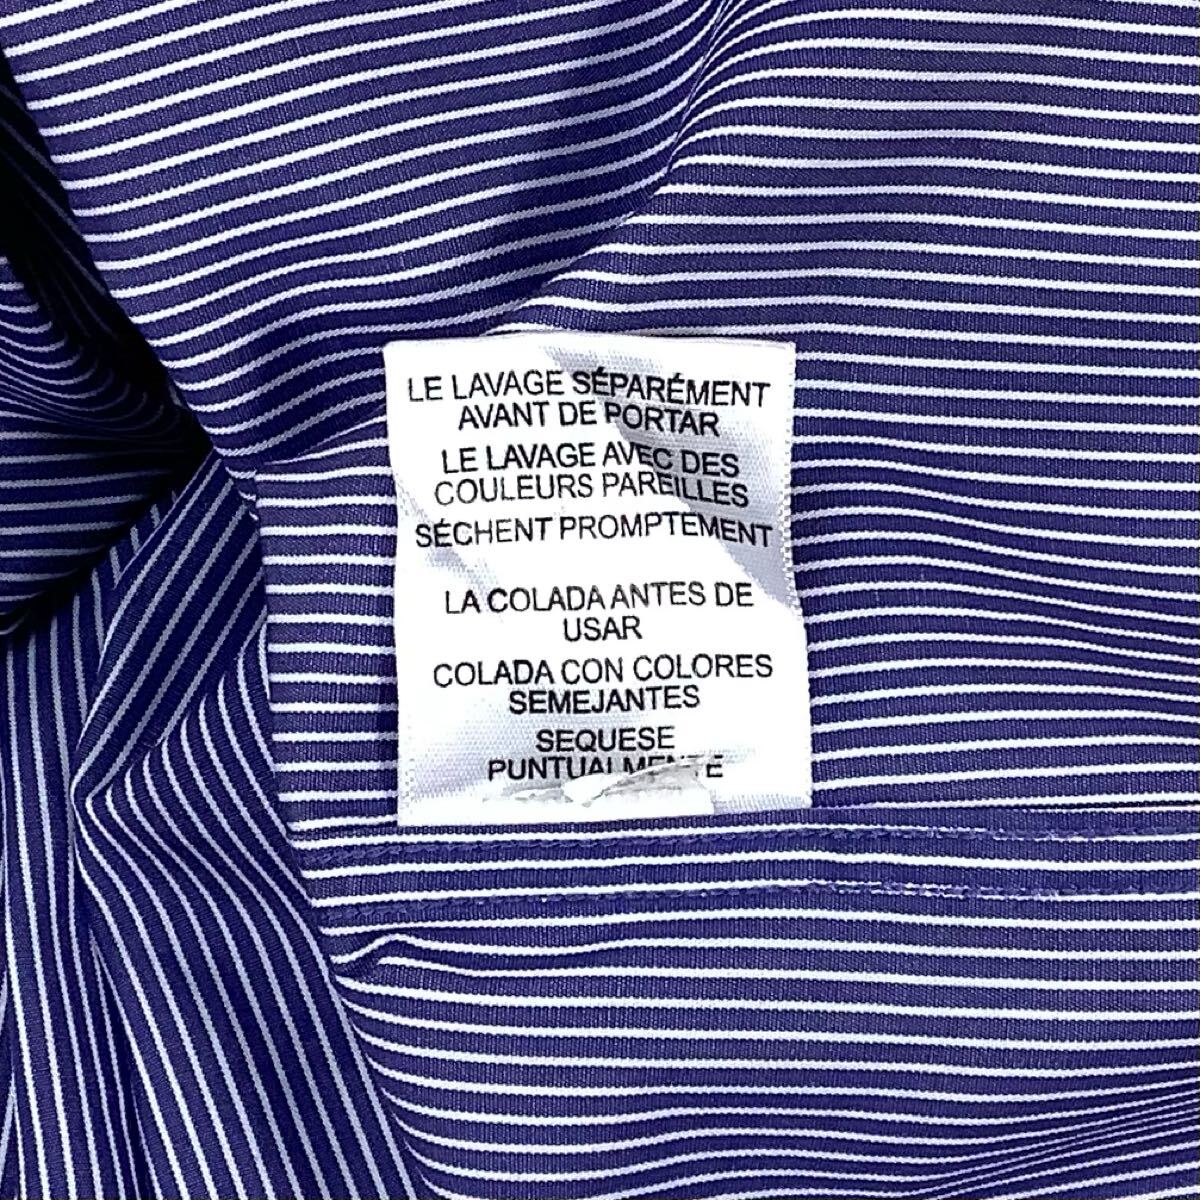 LE LAVAGE SÉPARÉMENT
AVANT DE PORTAR
LE LAVAGE AVEC DES
COULEURS PAREILLES
SÉCHENT PROMPTEMENT
LA COLADA ANTES DE
USAR
COLADA CON COLORES
SEMEJANTES
SEQUESE
PUNTUALMENTE